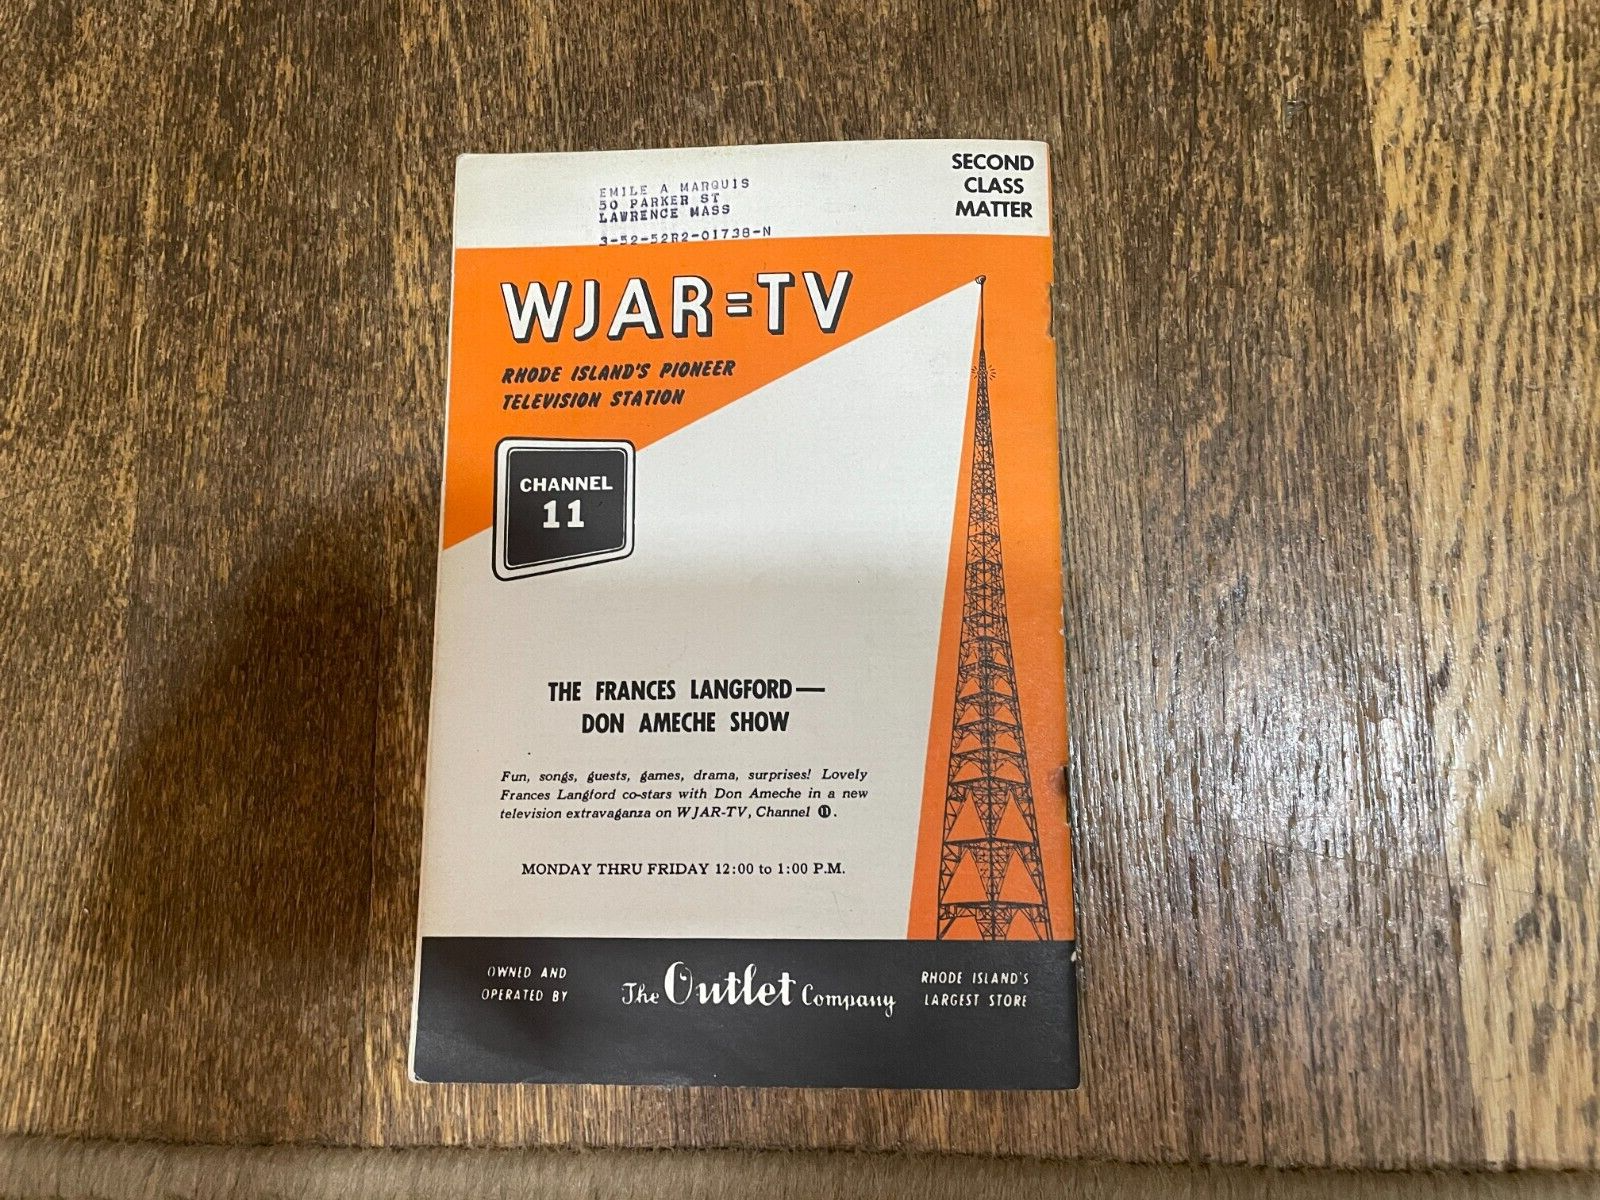 SECOND
CLASS
MATTER
EMILE A MARQUIS
50 PARKER ST
LAWRENCE MASS
3-52-52R2-01738-N
WJAR-TV
RHODE ISLAND'S PIONEER
TELEVISION STATION
CHANNEL
11
THE FRANCES LANGFORD—
DON AMECHE SHOW
Fun, songs, guests, games, drama, surprises! Lovely
Frances Langford co-stars with Don Ameche in a new
television extravaganza on WJAR-TV, Channel 11.
MONDAY THRU FRIDAY 12:00 to 1:00 P.M.
OWNED AND
OPERATED BY
The Outlet Company
RHODE ISLAND'S
LARGEST STORE